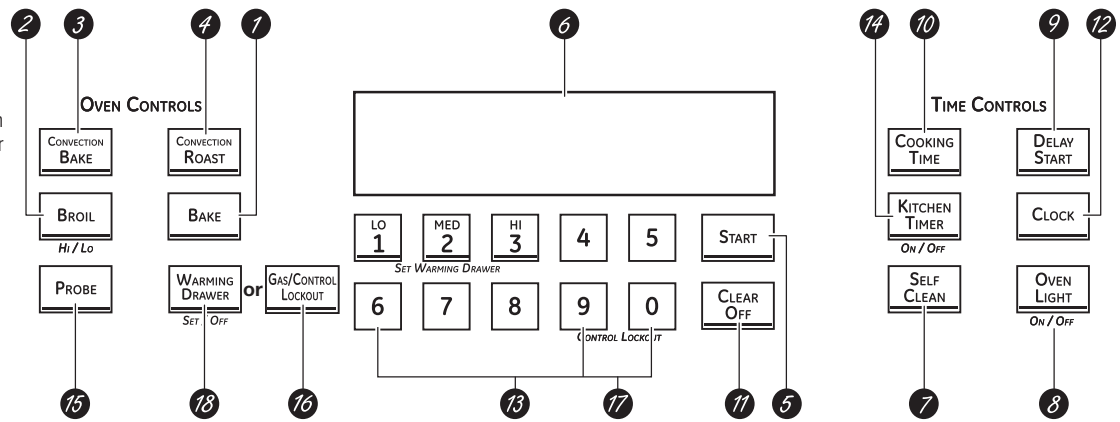 2 3 4 1 6 14 10 9 12
OVEN CONTROLS
TIME CONTROLS
CONVECTION
BAKE
CONVECTION
ROAST
COOKING
TIME
DELAY
START
BROIL
HI / LO
BAKE
LO
1
MED
2
HI
3
4
5
START
SET WARMING DRAWER
KITCHEN
TIMER
ON / OFF
CLOCK
PROBE
WARMING
DRAWER
SET / OFF
or
GAS/CONTROL
LOCKOUT
6
7
8
9
0
CONTROL LOCKOUT
CLEAR
OFF
SELF
CLEAN
OVEN
LIGHT
ON / OFF
15 18 16 13 17 11 5 7 8